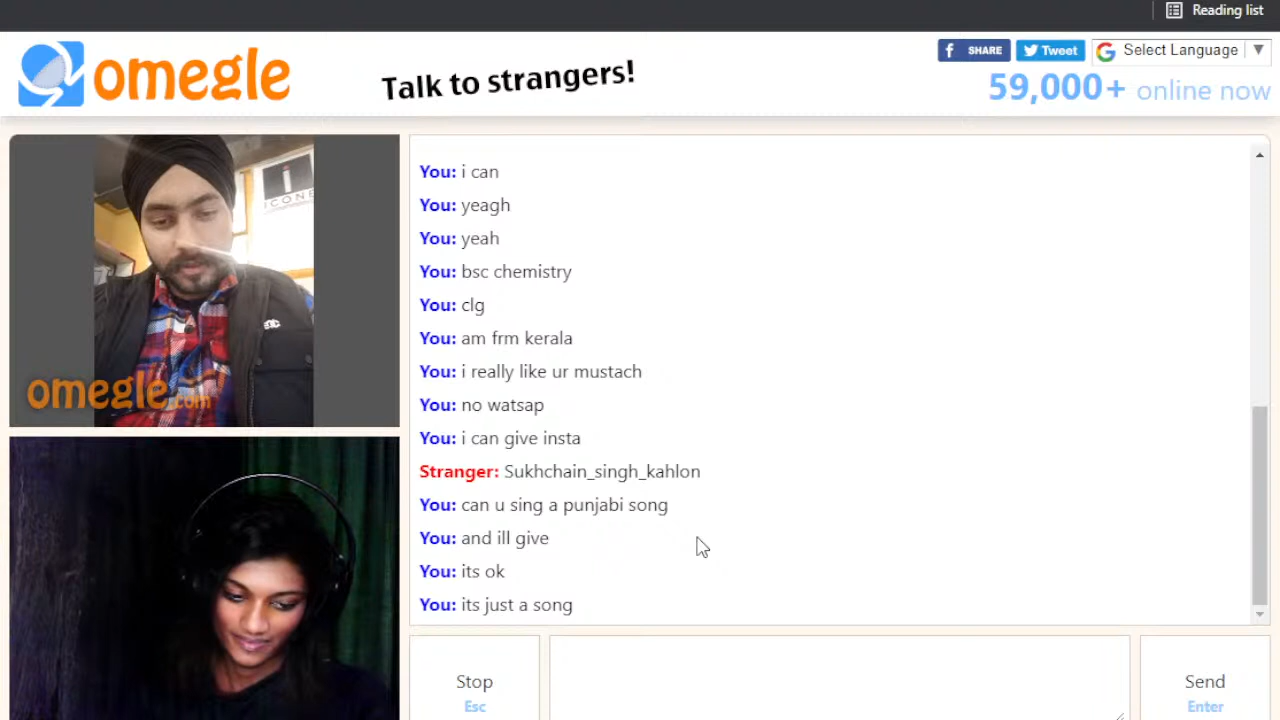 Reading list
omegle
Talk to strangers!
SHARE
Tweet
Select Language
59,000+ online now
ICONE
omegle.com
You: i can
You: yeagh
You: yeah
You: bsc chemistry
You: clg
You: am frm kerala
You: i really like ur mustach
You: no watsap
You: i can give insta
Stranger: Sukhchain_singh_kahlon
You: can u sing a punjabi song
You: and ill give
You: its ok
You: its just a song
Stop
Esc
Send
Enter